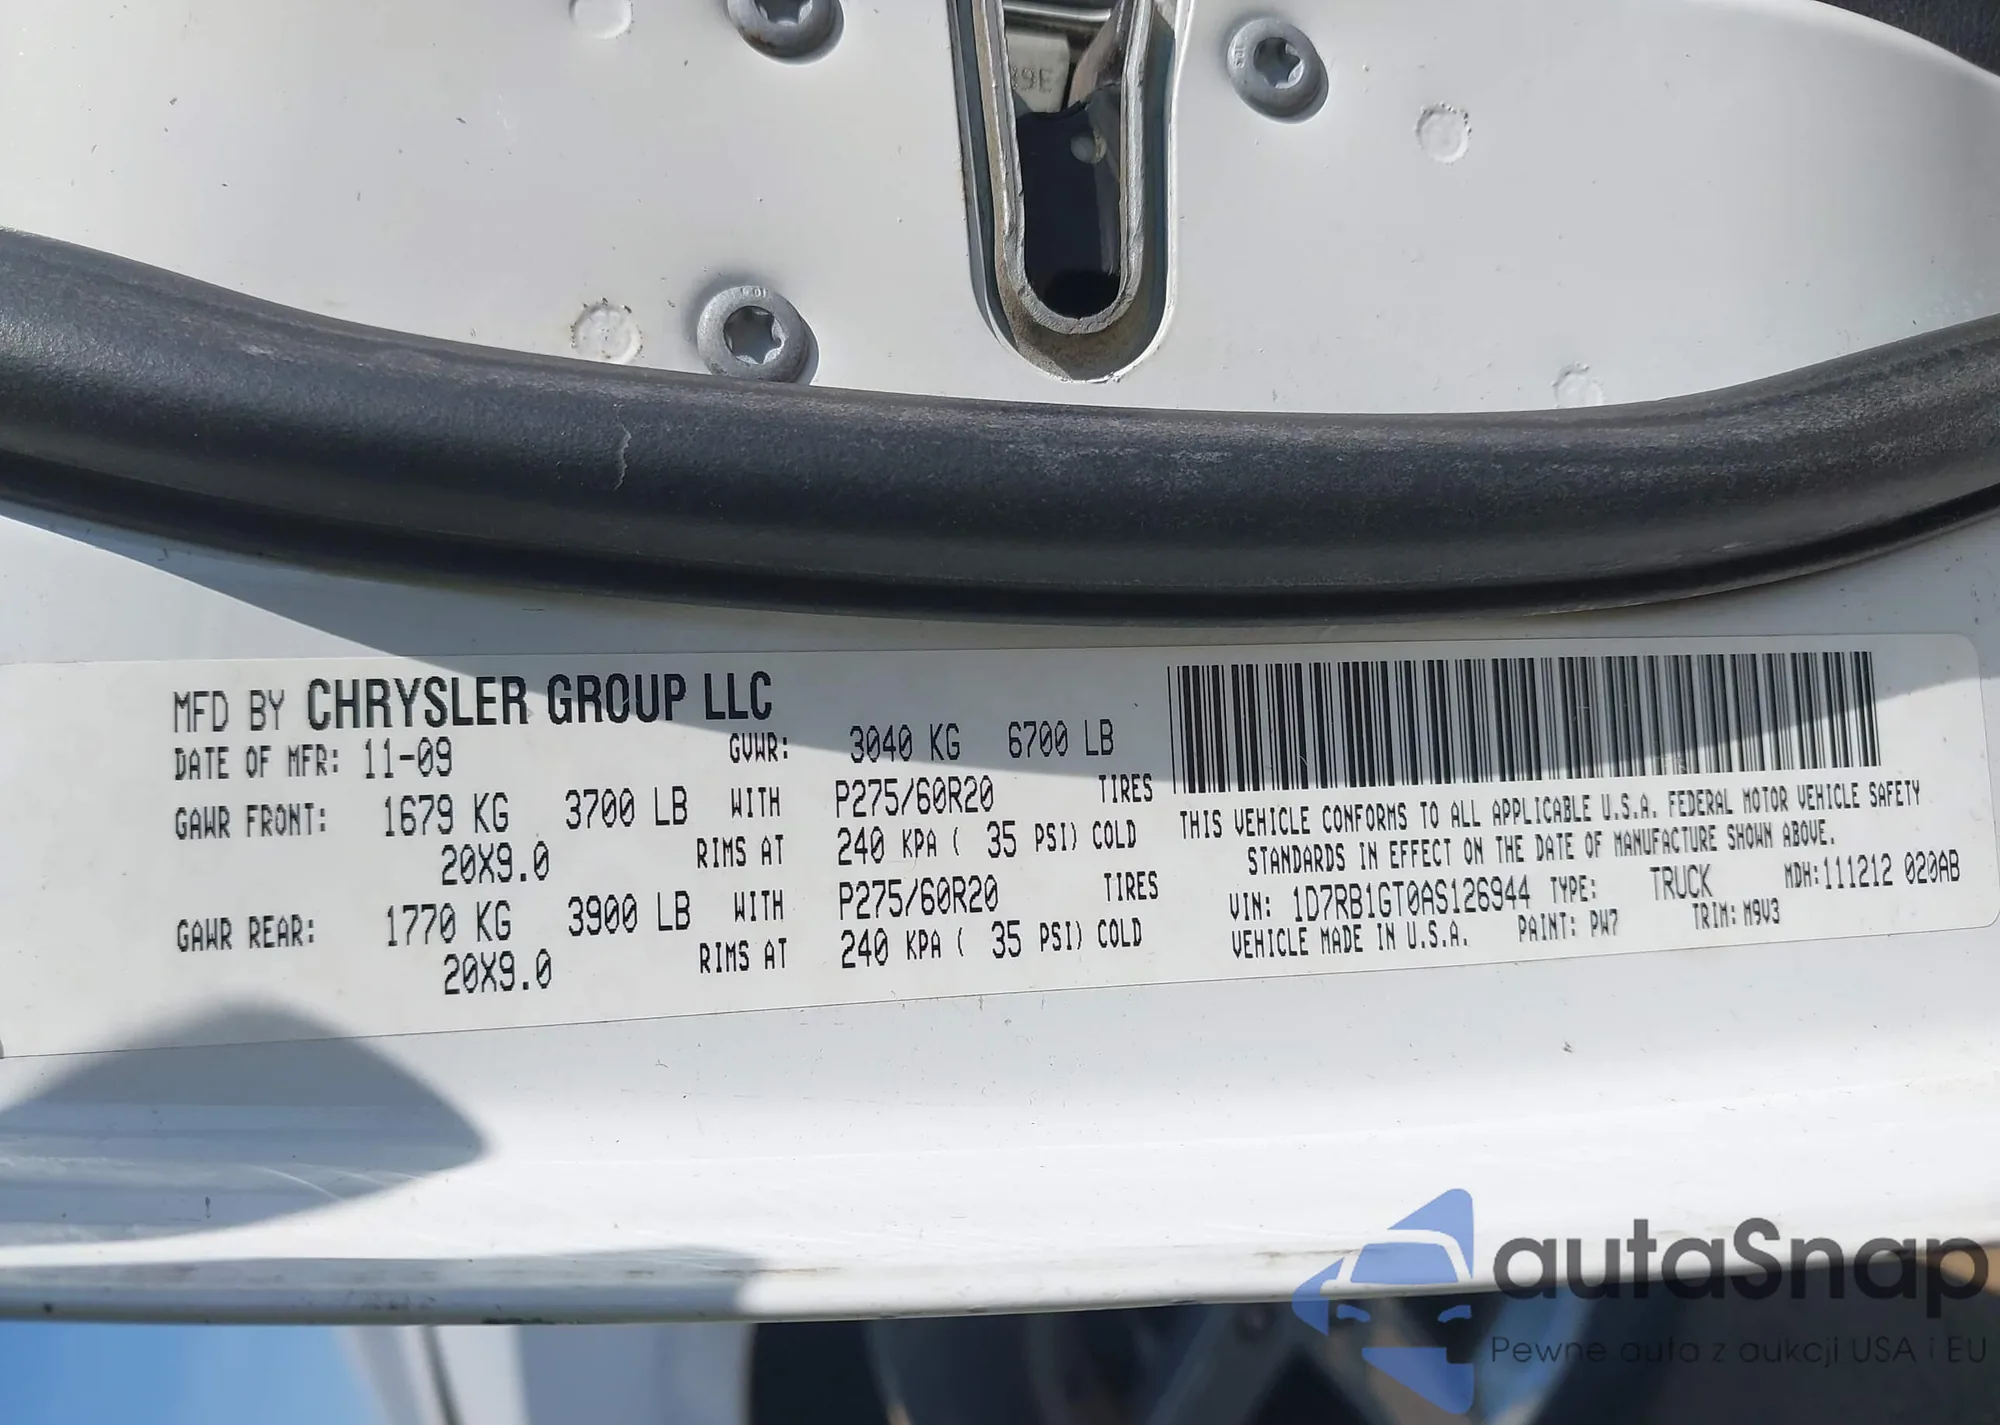 MFD BY CHRYSLER GROUP LLC
DATE OF MFR: 11-09 GVWR: 3040 KG 6700 LB
GAWR FRONT: 1679 KG 3700 LB WITH P275/60R20 TIRES
20X9.0 RIMS AT 240 KPA ( 35 PSI) COLD
GAWR REAR: 1770 KG 3900 LB WITH P275/60R20 TIRES
20X9.0 RIMS AT 240 KPA ( 35 PSI) COLD
THIS VEHICLE CONFORMS TO ALL APPLICABLE U.S.A. FEDERAL MOTOR VEHICLE SAFETY
STANDARDS IN EFFECT ON THE DATE OF MANUFACTURE SHOWN ABOVE.
VIN: 1D7RB1GT0AS126944 TYPE: TRUCK MDH:111212 020AB
VEHICLE MADE IN U.S.A. PAINT: PW7 TRIM: M9V3
autaSnap
Pewne auta z aukcji USA i EU